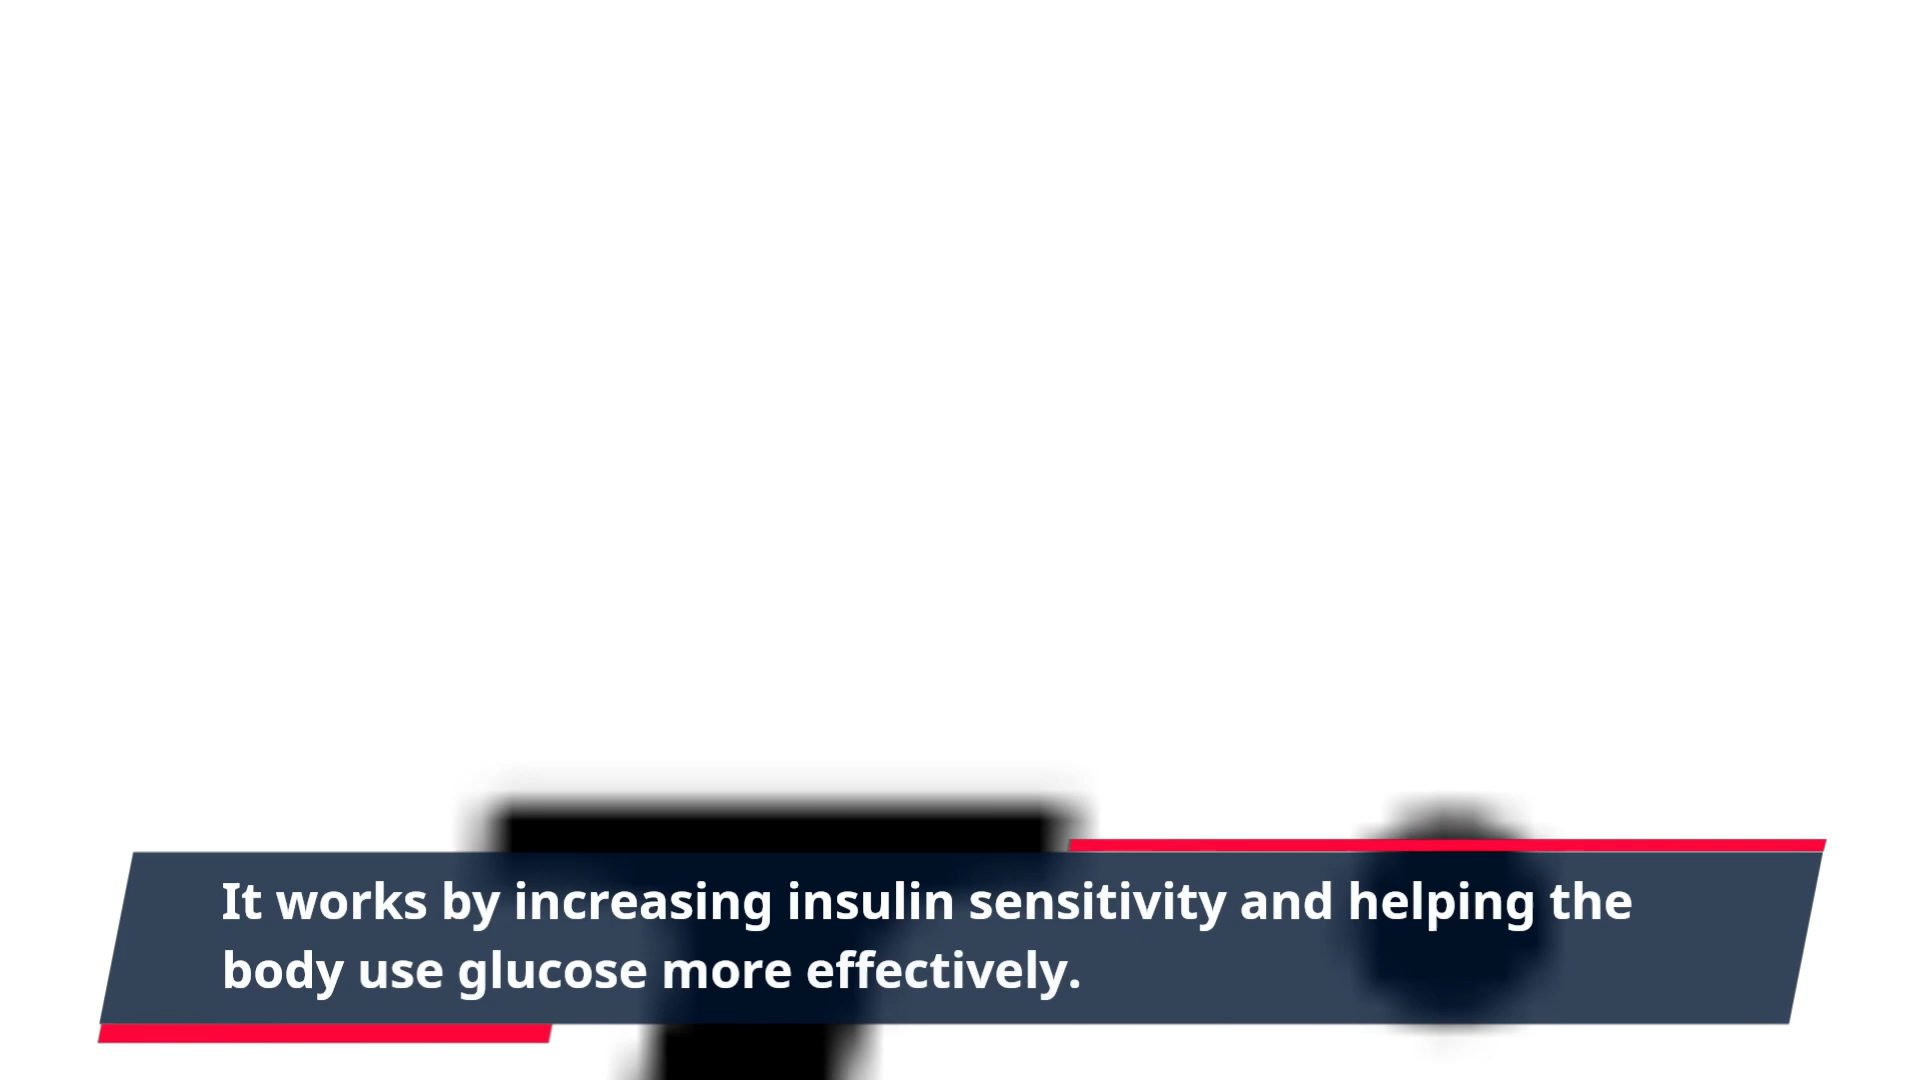 It works by increasing insulin sensitivity and helping the
body use glucose more effectively.